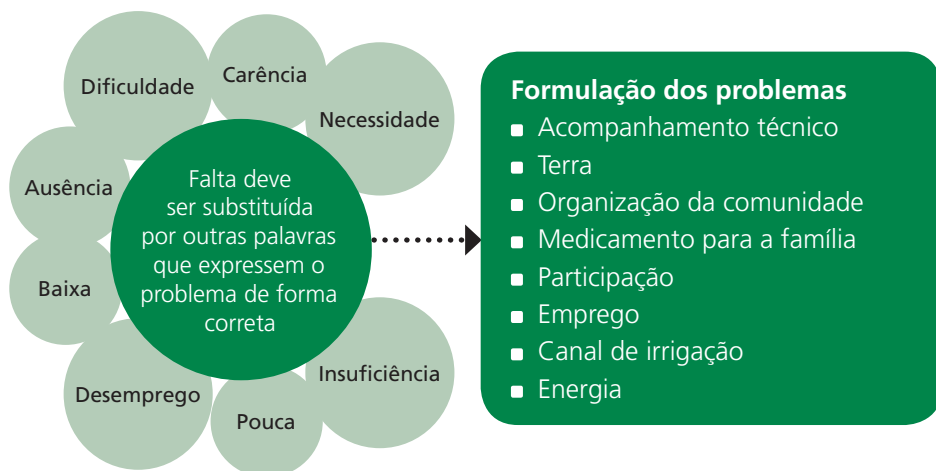 Dificuldade
Carência
Necessidade
Ausência
Baixa
Desemprego
Pouca
Insuficiência
Falta deve
ser substituída
por outras palavras
que expressem o
problema de forma
correta
Formulação dos problemas
Acompanhamento técnico
Terra
Organização da comunidade
Medicamento para a família
Participação
Emprego
Canal de irrigação
Energia